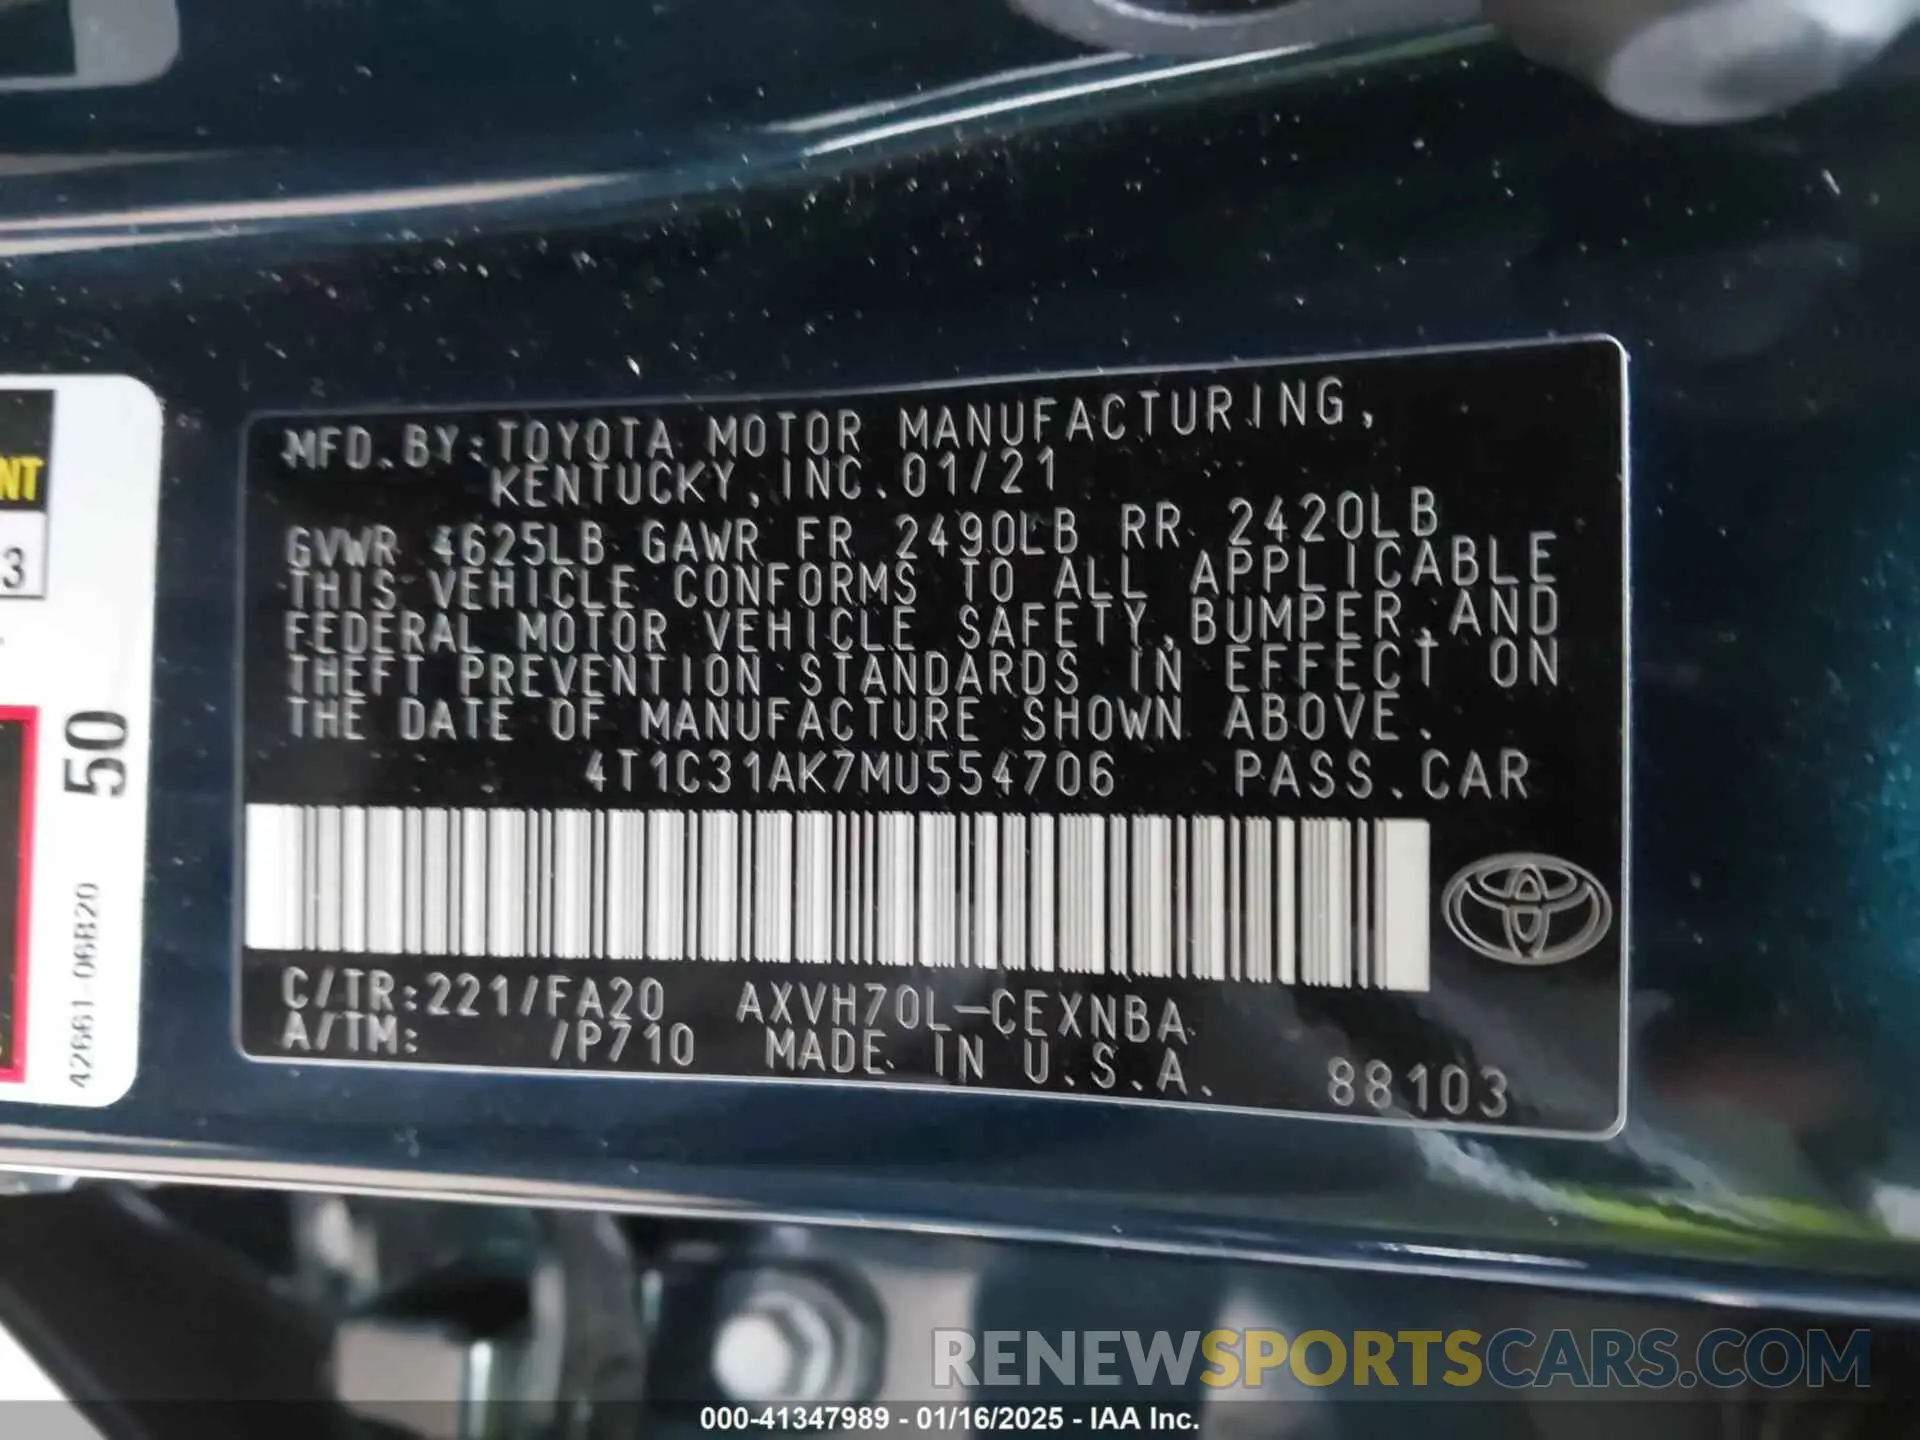 MFD.BY:TOYOTA MOTOR MANUFACTURING,
KENTUCKY,INC.01/21
GVWR 4625LB GAWR FR 2490LB RR 2420LB
THIS VEHICLE CONFORMS TO ALL APPLICABLE
FEDERAL MOTOR VEHICLE SAFETY,BUMPER,AND
THEFT PREVENTION STANDARDS IN EFFECT ON
THE DATE OF MANUFACTURE SHOWN ABOVE.
4T1C31AK7MU554706 PASS.CAR
C/TR:221/FA20 AXVH70L-CEXNBA
A/TM: /P710 MADE IN U.S.A.
88103
NT
3
50
42661-06B20
RENEWSPORTSCARS.COM
000-41347989 - 01/16/2025 - IAA Inc.